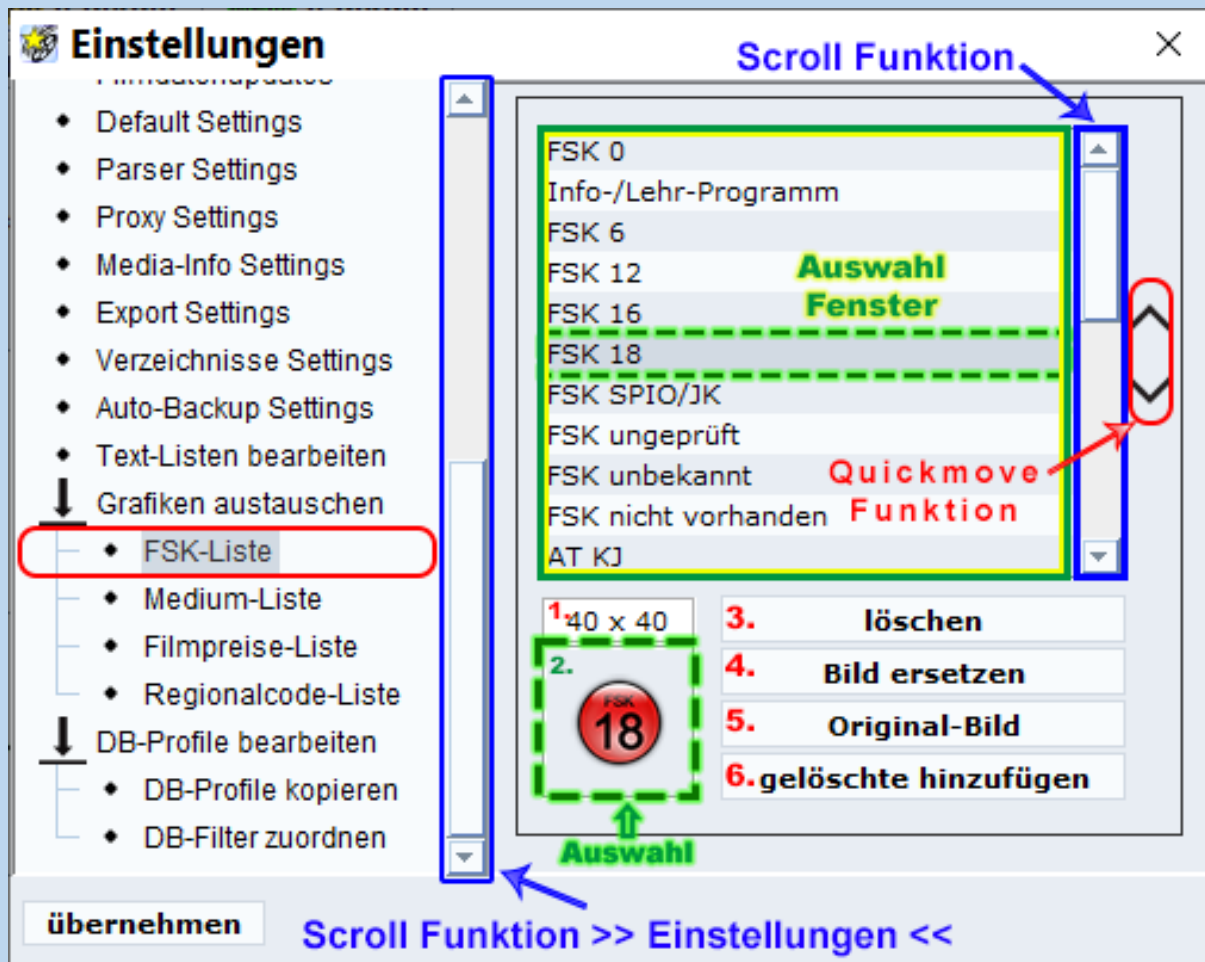 Einstellungen
Scroll Funktion
Filmdatenupdates
Default Settings
Parser Settings
Proxy Settings
Media-Info Settings
Export Settings
Verzeichnisse Settings
Auto-Backup Settings
Text-Listen bearbeiten
Grafiken austauschen
FSK-Liste
Medium-Liste
Filmpreise-Liste
Regionalcode-Liste
DB-Profile bearbeiten
DB-Profile kopieren
DB-Filter zuordnen
FSK 0
Info-/Lehr-Programm
FSK 6
FSK 12
FSK 16
FSK 18
FSK SPIO/JK
FSK ungeprüft
FSK unbekannt
FSK nicht vorhanden
AT KJ
Auswahl
Fenster
Quickmove
Funktion
1. 40 x 40
2.
FSK
18
Auswahl
3. löschen
4. Bild ersetzen
5. Original-Bild
6. gelöschte hinzufügen
übernehmen
Scroll Funktion >> Einstellungen <<